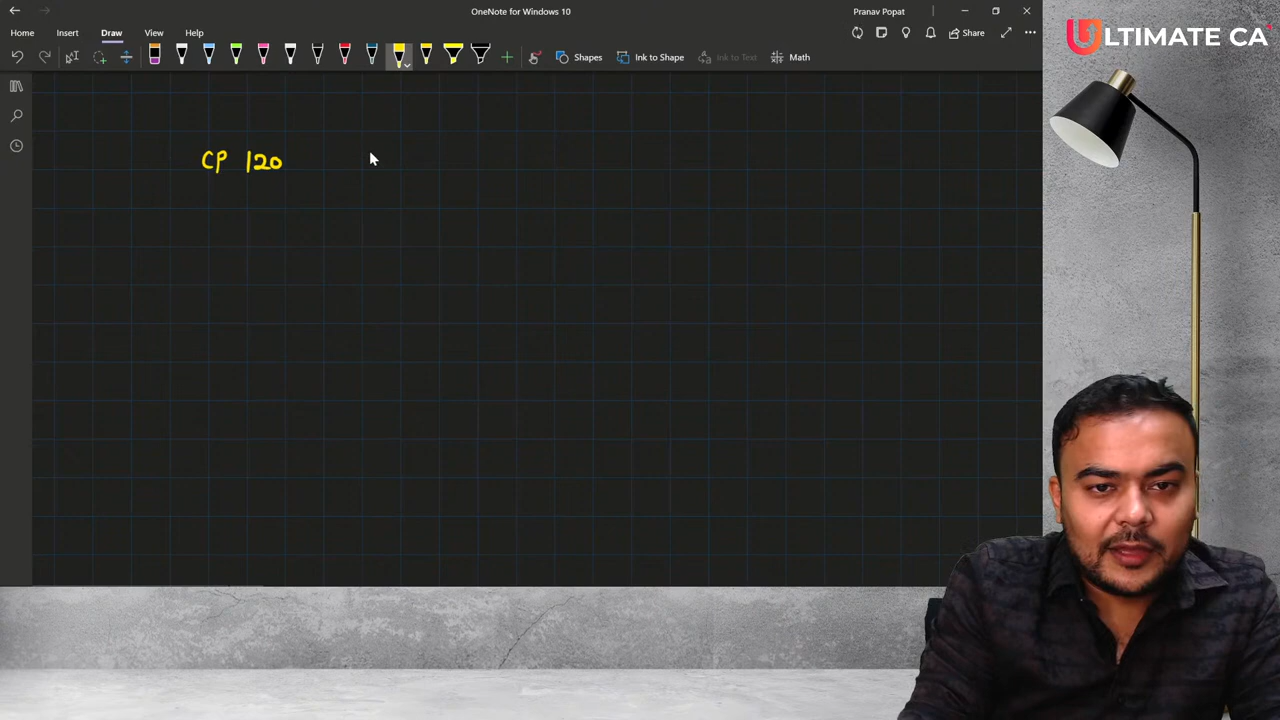 OneNote for Windows 10
Pranav Popat
Home Insert Draw View Help
Share
Shapes Ink to Shape Ink to Text Math
ULTIMATE CA
CP 120